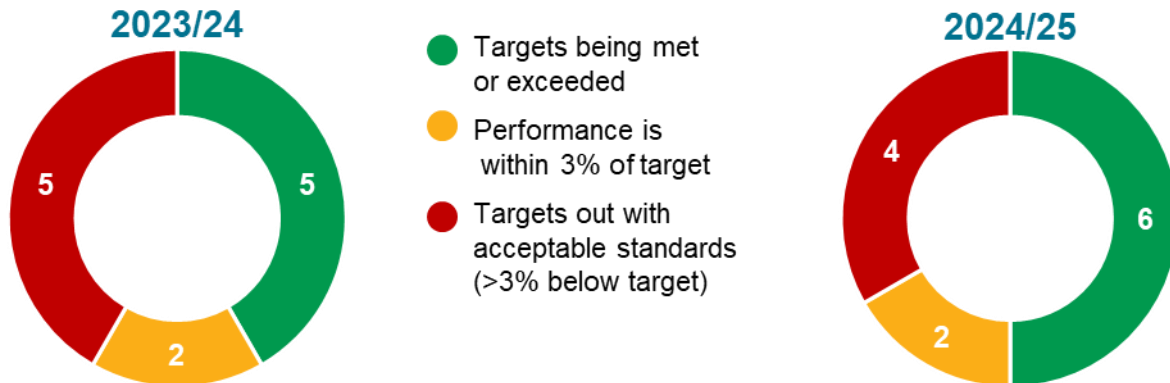 2023/24
5
5
2
Targets being met
or exceeded
Performance is
within 3% of target
Targets out with
acceptable standards
(>3% below target)
2024/25
4
6
2